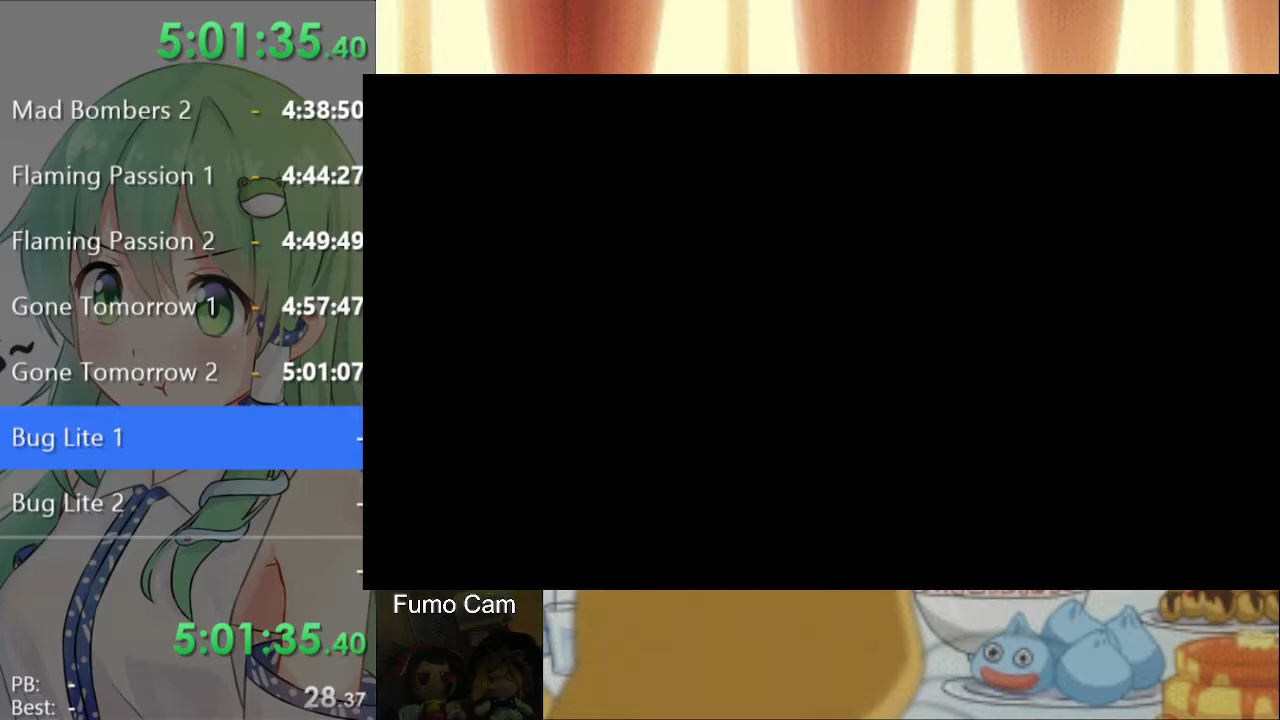 5:01:35.40
Mad Bombers 2 - 4:38:50
Flaming Passion 1 - 4:44:27
Flaming Passion 2 - 4:49:49
Gone Tomorrow 1 - 4:57:47
Gone Tomorrow 2 - 5:01:07
Bug Lite 1 -
Bug Lite 2 -
-
5:01:35.40
PB: -
Best: - 28.37
Fumo Cam